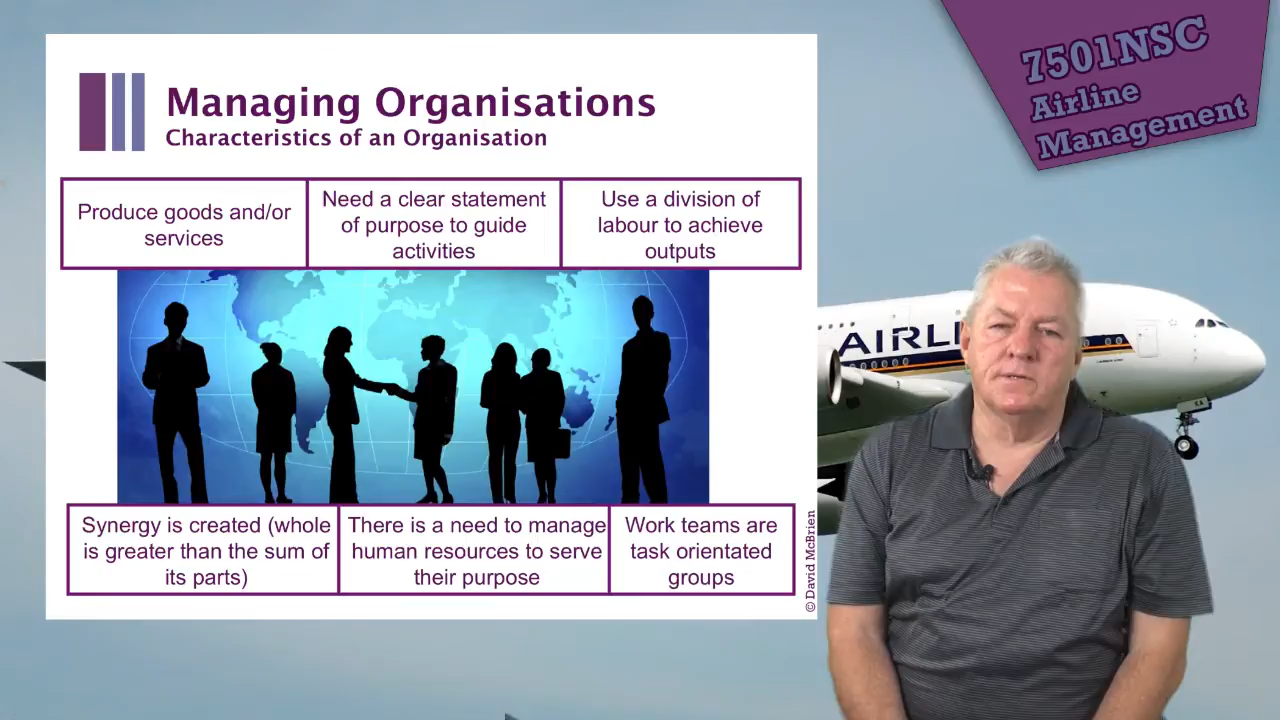 7501NSC
Airline
Management
Managing Organisations
Characteristics of an Organisation
Produce goods and/or
services
Need a clear statement
of purpose to guide
activities
Use a division of
labour to achieve
outputs
AIRL
Synergy is created (whole
is greater than the sum of
its parts)
There is a need to manage
human resources to serve
their purpose
Work teams are
task orientated
groups
© David McBrien